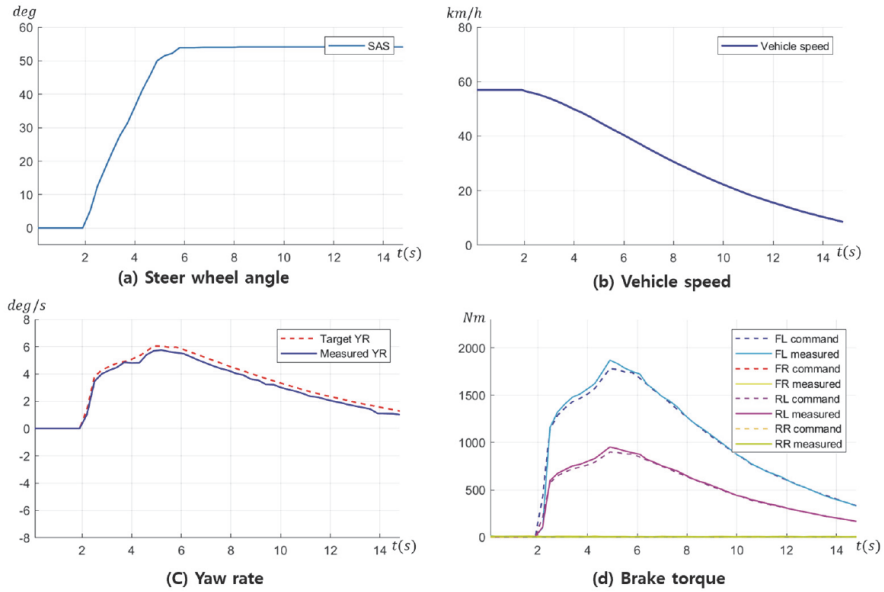 deg
60
50
40
30
20
10
0
SAS
2 4 6 8 10 12 14 t(s)
(a) Steer wheel angle
km/h
80
60
40
20
0
Vehicle speed
2 4 6 8 10 12 14 t(s)
(b) Vehicle speed
deg/s
8
6
4
2
0
-2
-4
-6
-8
Target YR
Measured YR
2 4 6 8 10 12 14 t(s)
(C) Yaw rate
Nm
2000
1500
1000
500
0
FL command
FL measured
FR command
FR measured
RL command
RL measured
RR command
RR measured
2 4 6 8 10 12 14 t(s)
(d) Brake torque